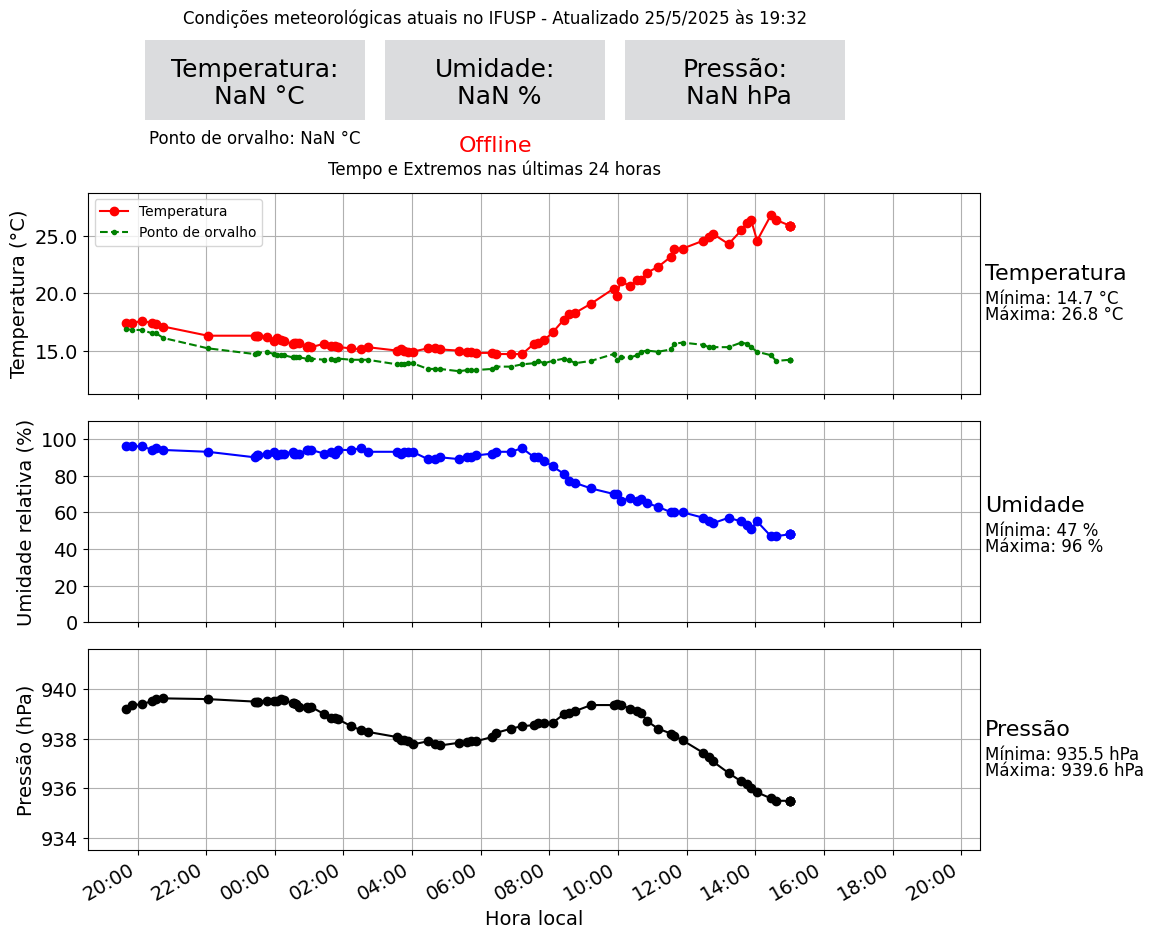 Condições meteorológicas atuais no IFUSP - Atualizado 25/5/2025 às 19:32
Temperatura:
NaN °C
Umidade:
NaN %
Pressão:
NaN hPa
Ponto de orvalho: NaN °C
Offline
Tempo e Extremos nas últimas 24 horas
Temperatura (°C)
25.0
20.0
15.0
Temperatura
Ponto de orvalho
Temperatura
Mínima: 14.7 °C
Máxima: 26.8 °C
Umidade relativa (%)
100
80
60
40
20
0
Umidade
Mínima: 47 %
Máxima: 96 %
Pressão (hPa)
940
938
936
934
Pressão
Mínima: 935.5 hPa
Máxima: 939.6 hPa
20:00 22:00 00:00 02:00 04:00 06:00 08:00 10:00 12:00 14:00 16:00 18:00 20:00
Hora local